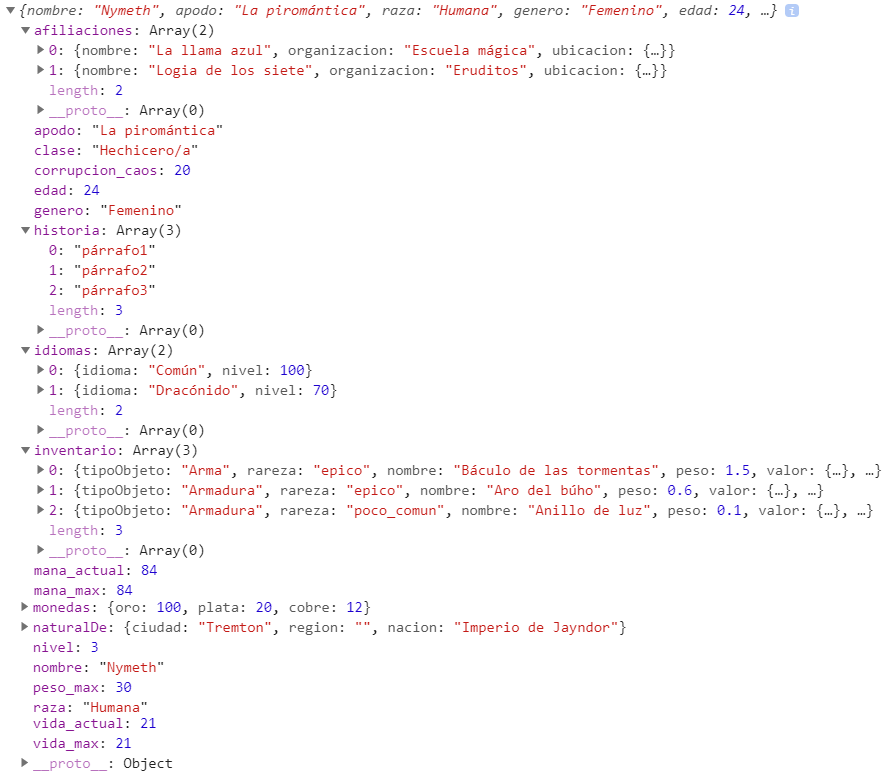 {nombre: "Nymeth", apodo: "La piromántica", raza: "Humana", genero: "Femenino", edad: 24, …} i
afiliaciones: Array(2)
0: {nombre: "La llama azul", organizacion: "Escuela mágica", ubicacion: {…}}
1: {nombre: "Logia de los siete", organizacion: "Eruditos", ubicacion: {…}}
length: 2
__proto__: Array(0)
apodo: "La piromántica"
clase: "Hechicero/a"
corrupcion_caos: 20
edad: 24
genero: "Femenino"
historia: Array(3)
0: "párrafo1"
1: "párrafo2"
2: "párrafo3"
length: 3
__proto__: Array(0)
idiomas: Array(2)
0: {idioma: "Común", nivel: 100}
1: {idioma: "Dracónido", nivel: 70}
length: 2
__proto__: Array(0)
inventario: Array(3)
0: {tipoObjeto: "Arma", rareza: "epico", nombre: "Báculo de las tormentas", peso: 1.5, valor: {…}, …}
1: {tipoObjeto: "Armadura", rareza: "epico", nombre: "Aro del búho", peso: 0.6, valor: {…}, …}
2: {tipoObjeto: "Armadura", rareza: "poco_comun", nombre: "Anillo de luz", peso: 0.1, valor: {…}, …}
length: 3
__proto__: Array(0)
mana_actual: 84
mana_max: 84
monedas: {oro: 100, plata: 20, cobre: 12}
naturalDe: {ciudad: "Tremton", region: "", nacion: "Imperio de Jayndor"}
nivel: 3
nombre: "Nymeth"
peso_max: 30
raza: "Humana"
vida_actual: 21
vida_max: 21
__proto__: Object